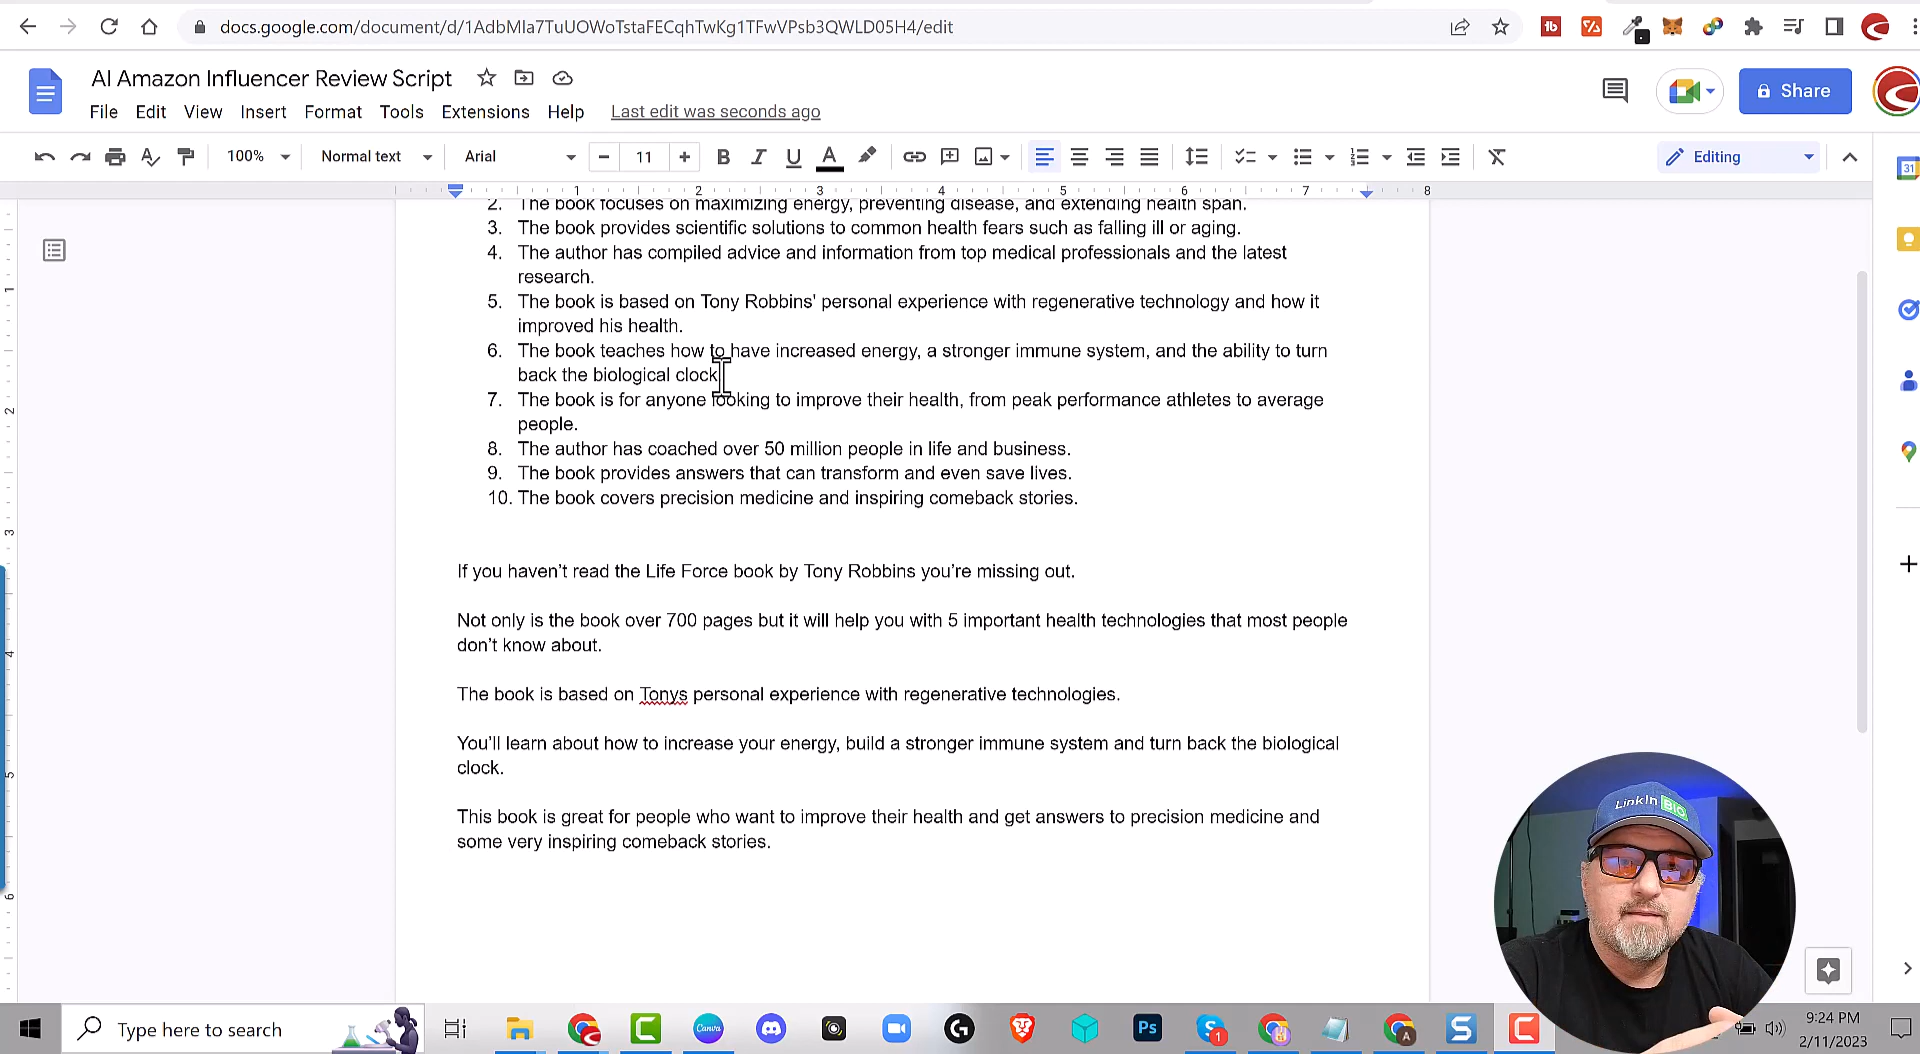 docs.google.com/document/d/1AdbMla7TuUOWoTstaFECqhTwKg1TFwVPsb3QWLD05H4/edit
AI Amazon Influencer Review Script
File Edit View Insert Format Tools Extensions Help Last edit was seconds ago
Share
100% Normal text Arial 11 Editing
1 2 3 4 5 6 7 8
2. The book focuses on maximizing energy, preventing disease, and extending health span.
3. The book provides scientific solutions to common health fears such as falling ill or aging.
4. The author has compiled advice and information from top medical professionals and the latest
research.
5. The book is based on Tony Robbins' personal experience with regenerative technology and how it
improved his health.
6. The book teaches how to have increased energy, a stronger immune system, and the ability to turn
back the biological clock
7. The book is for anyone looking to improve their health, from peak performance athletes to average
people.
8. The author has coached over 50 million people in life and business.
9. The book provides answers that can transform and even save lives.
10. The book covers precision medicine and inspiring comeback stories.
If you haven’t read the Life Force book by Tony Robbins you’re missing out.
Not only is the book over 700 pages but it will help you with 5 important health technologies that most people
don’t know about.
The book is based on Tonys personal experience with regenerative technologies.
You’ll learn about how to increase your energy, build a stronger immune system and turn back the biological
clock.
This book is great for people who want to improve their health and get answers to precision medicine and
some very inspiring comeback stories.
LinkIn BIO
Type here to search
Canva
Ps
9:24 PM
2/11/2023